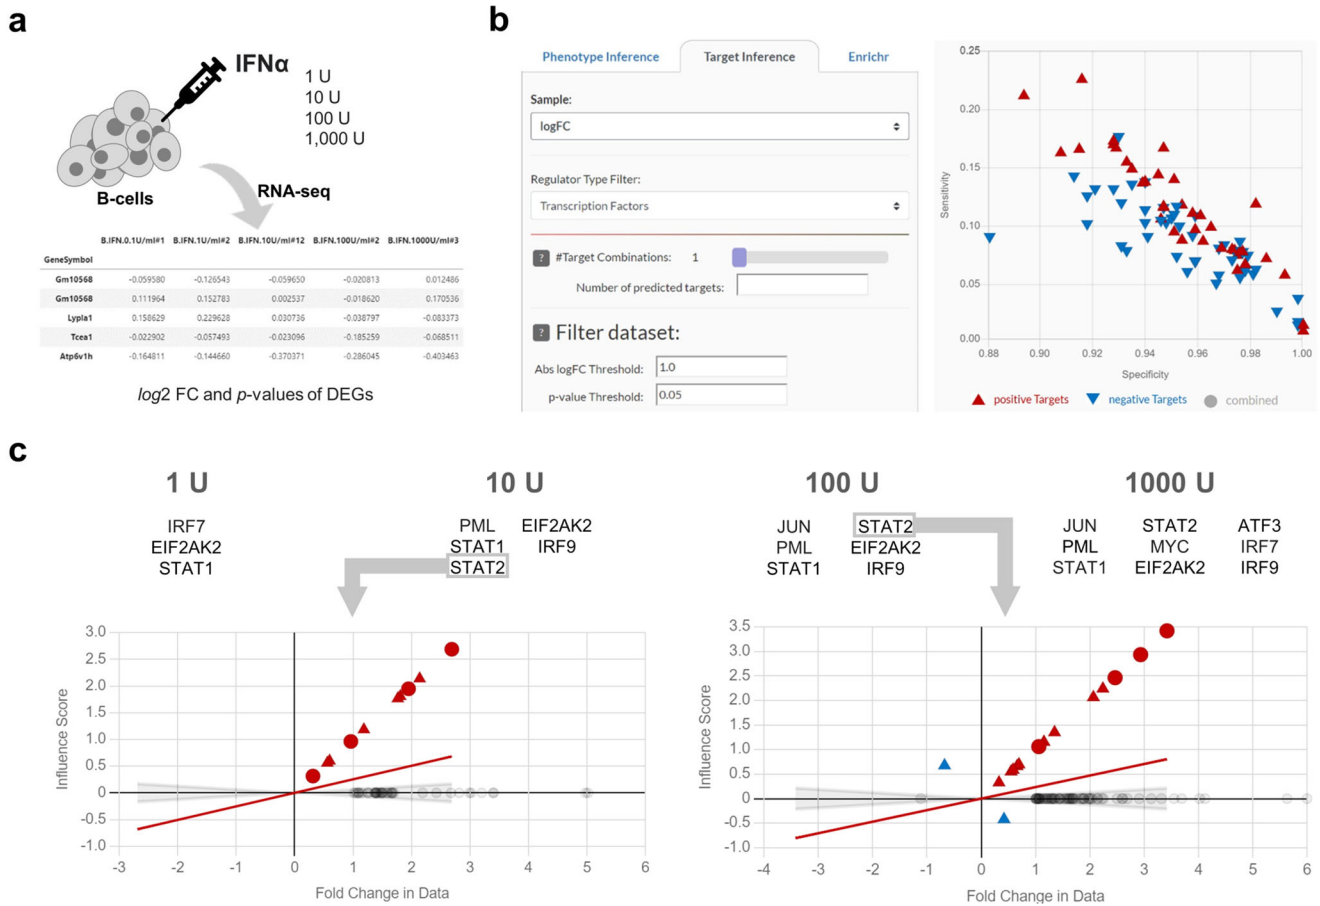 a
IFNα
1 U
10 U
100 U
1,000 U
B-cells
RNA-seq
B.IFN.0.1U/ml#1 B.IFN.1U/ml#2 B.IFN.10U/ml#12 B.IFN.100U/ml#2 B.IFN.1000U/ml#3
GeneSymbol
Gm10568 -0.059580 -0.126543 -0.059650 -0.020813 0.012486
Gm10568 0.111964 0.152783 0.002537 -0.018620 0.170536
Lypla1 0.158629 0.229628 0.030736 -0.038797 -0.083373
Tcea1 -0.022902 -0.057493 -0.023096 -0.185259 -0.068511
Atp6v1h -0.164811 -0.144660 -0.370371 -0.286045 -0.403463
log2 FC and p-values of DEGs
b
Phenotype Inference Target Inference Enrichr
Sample:
logFC
Regulator Type Filter:
Transcription Factors
? #Target Combinations: 1
Number of predicted targets:
? Filter dataset:
Abs logFC Threshold: 1.0
p-value Threshold: 0.05
0.25
0.20
0.15
0.10
0.05
0.00
Sensitivity
0.88 0.90 0.92 0.94 0.96 0.98 1.00
Specificity
positive Targets negative Targets combined
c
1 U
IRF7
EIF2AK2
STAT1
10 U
PML EIF2AK2
STAT1 IRF9
STAT2
3.0
2.5
2.0
1.5
1.0
0.5
0
-0.5
-1.0
Influence Score
-3 -2 -1 0 1 2 3 4 5 6
Fold Change in Data
100 U
JUN STAT2
PML EIF2AK2
STAT1 IRF9
1000 U
JUN STAT2 ATF3
PML MYC IRF7
STAT1 EIF2AK2 IRF9
3.5
3.0
2.5
2.0
1.5
1.0
0.5
0
-0.5
-1.0
Influence Score
-4 -3 -2 -1 0 1 2 3 4 5 6
Fold Change in Data